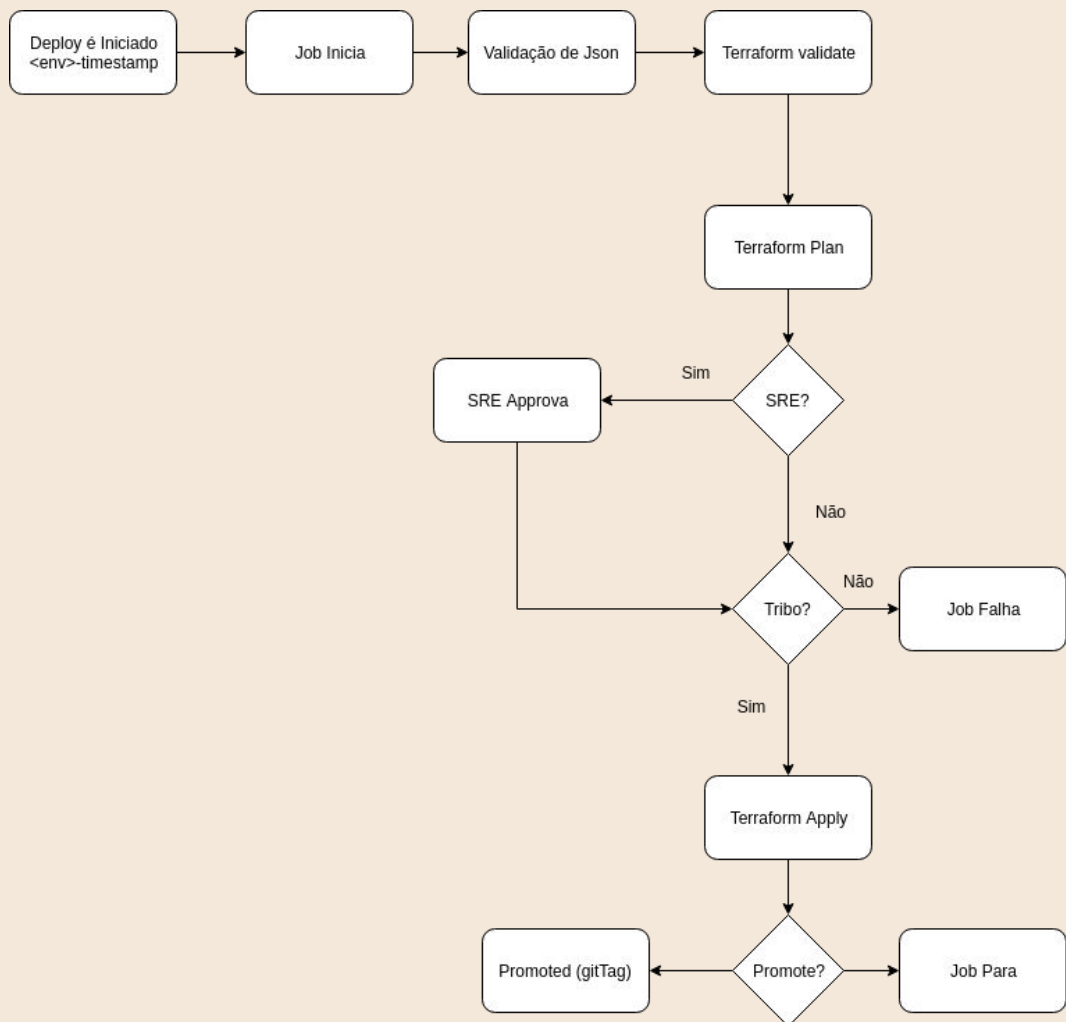 Deploy é Iniciado
<env>-timestamp
Job Inicia
Validação de Json
Terraform validate
Terraform Plan
Sim
SRE Approva
SRE?
Não
Não
Tribo?
Job Falha
Sim
Terraform Apply
Promoted (gitTag)
Promote?
Job Para